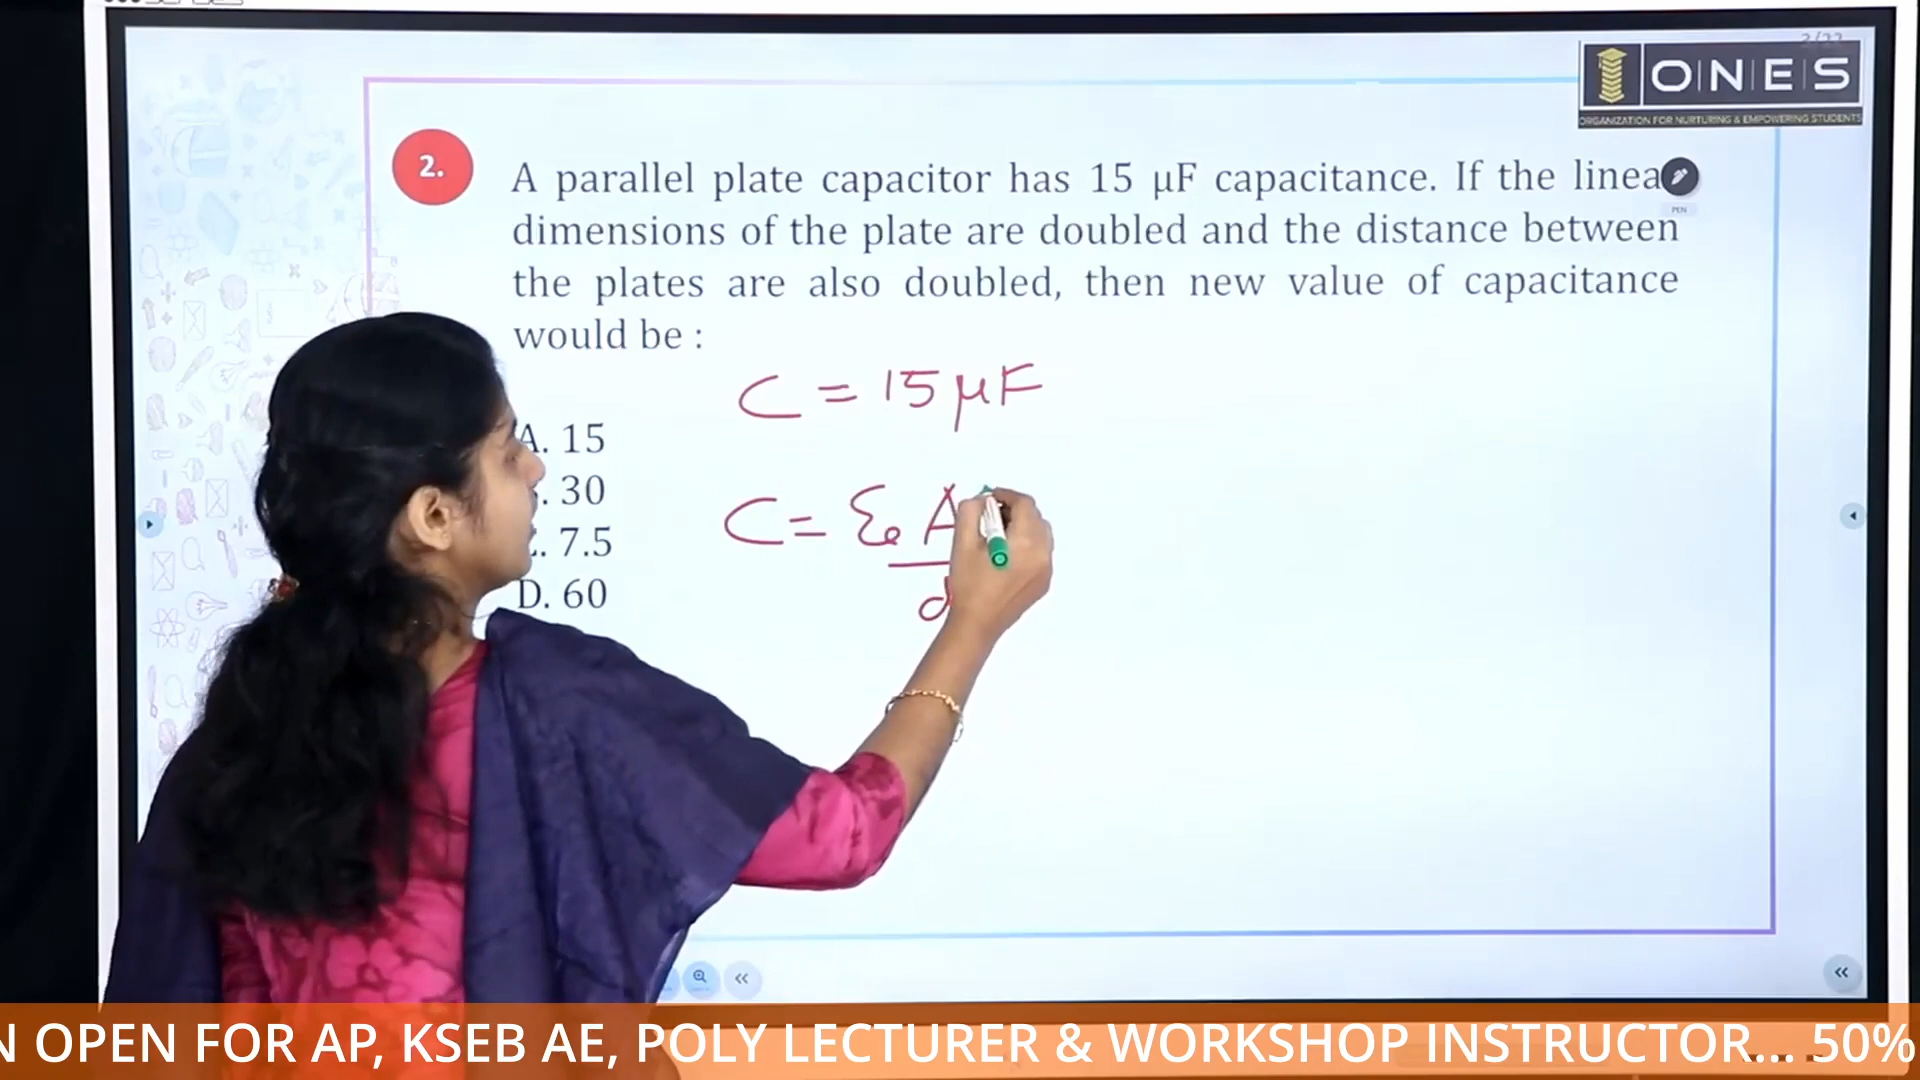 ONES
ORGANIZATION FOR NURTURING & EMPOWERING STUDENTS
2.
A parallel plate capacitor has 15 µF capacitance. If the linea
PEN
dimensions of the plate are doubled and the distance between
the plates are also doubled, then new value of capacitance
would be :
C = 15 µF
A. 15
. 30
. 7.5
D. 60
C = ε₀ A
d
N OPEN FOR AP, KSEB AE, POLY LECTURER & WORKSHOP INSTRUCTOR... 50%